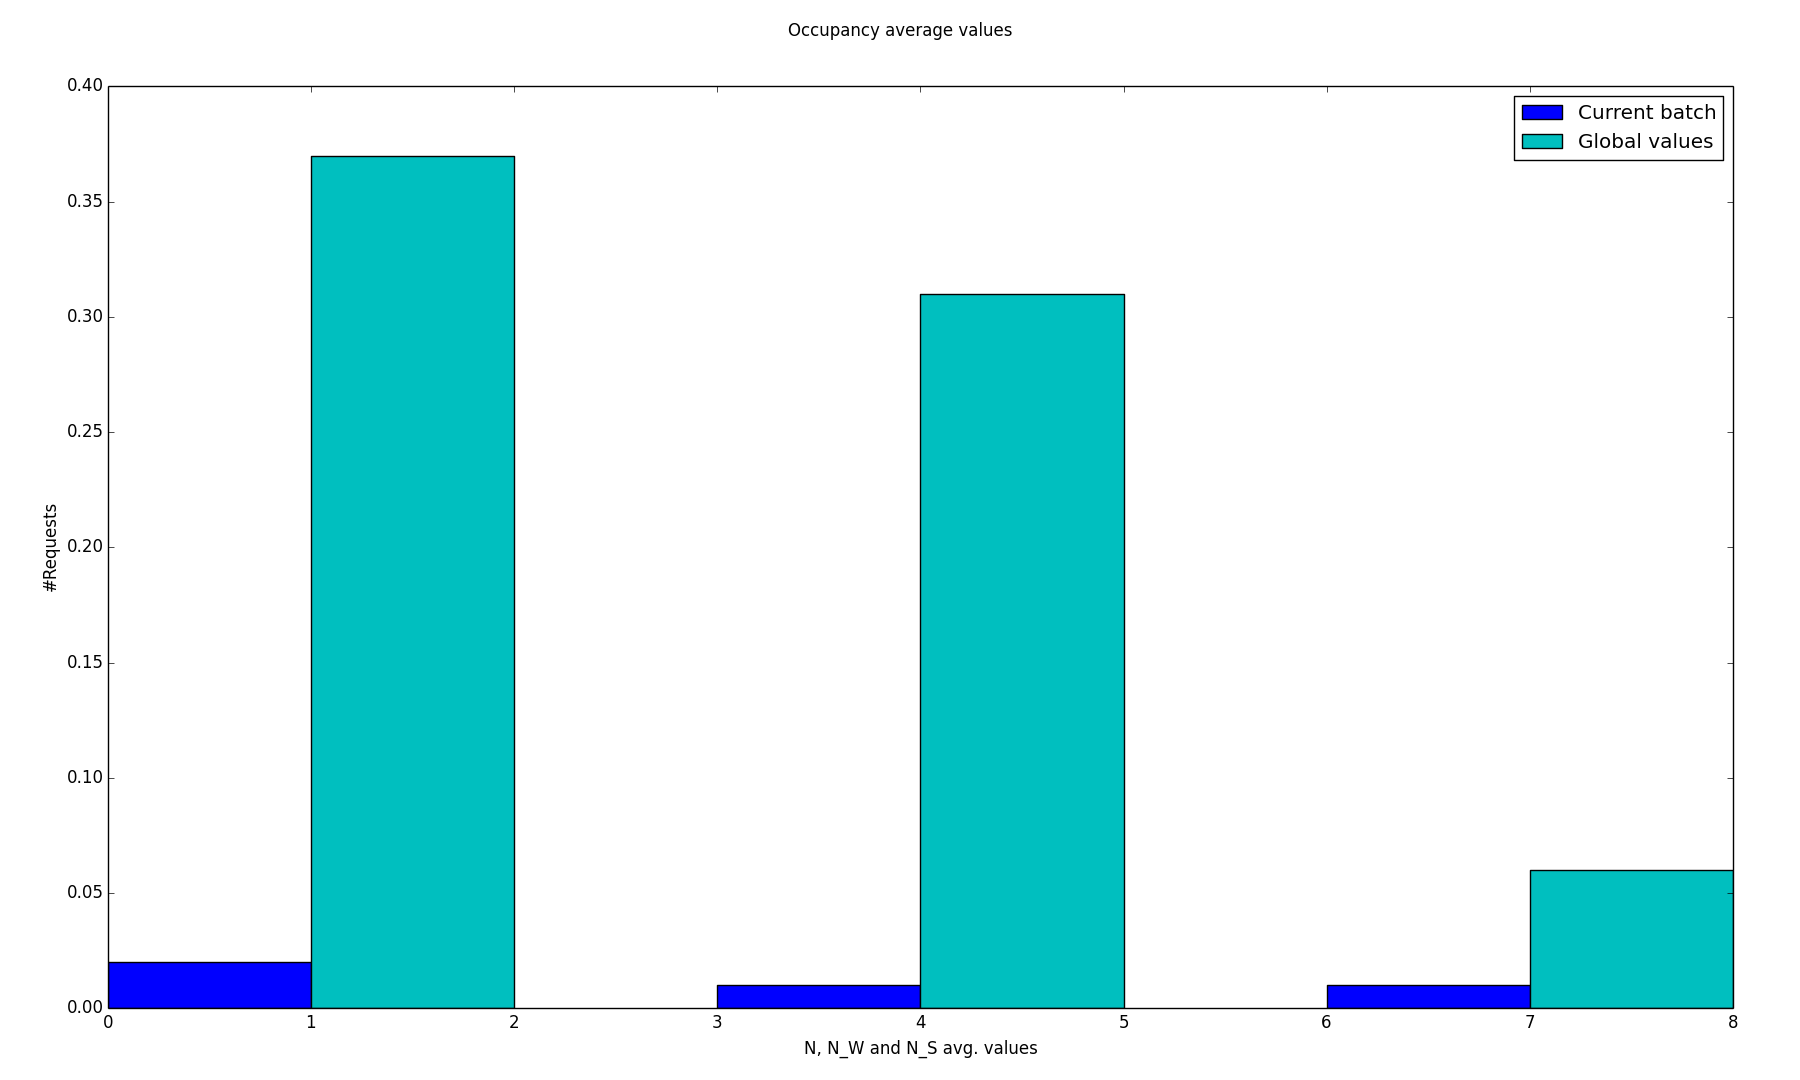 Occupancy average values
Current batch
Global values
0.40
0.35
0.30
0.25
0.20
0.15
0.10
0.05
0.00
#Requests
0 1 2 3 4 5 6 7 8
N, N_W and N_S avg. values